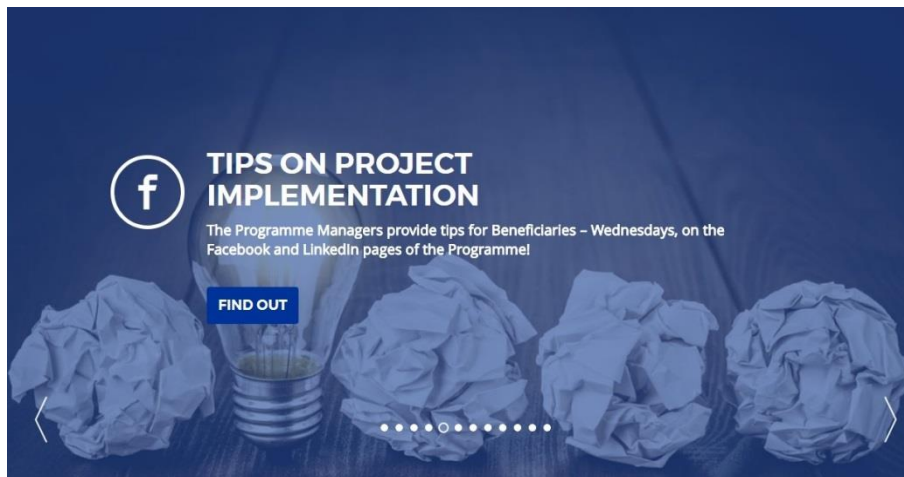 f
TIPS ON PROJECT
IMPLEMENTATION
The Programme Managers provide tips for Beneficiaries – Wednesdays, on the
Facebook and LinkedIn pages of the Programme!
FIND OUT